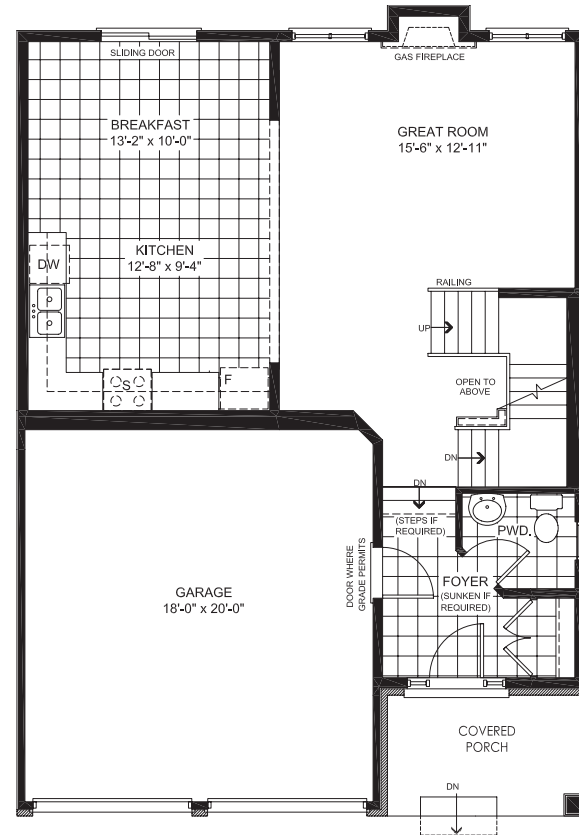 SLIDING DOOR
GAS FIREPLACE
BREAKFAST
13'-2" x 10'-0"
GREAT ROOM
15'-6" x 12'-11"
KITCHEN
12'-8" x 9'-4"
DW
RAILING
UP
S
F
OPEN TO
ABOVE
DN
DN
(STEPS IF
REQUIRED)
PWD.
DOOR WHERE
GRADE PERMITS
FOYER
(SUNKEN IF
REQUIRED)
GARAGE
18'-0" x 20'-0"
COVERED
PORCH
DN